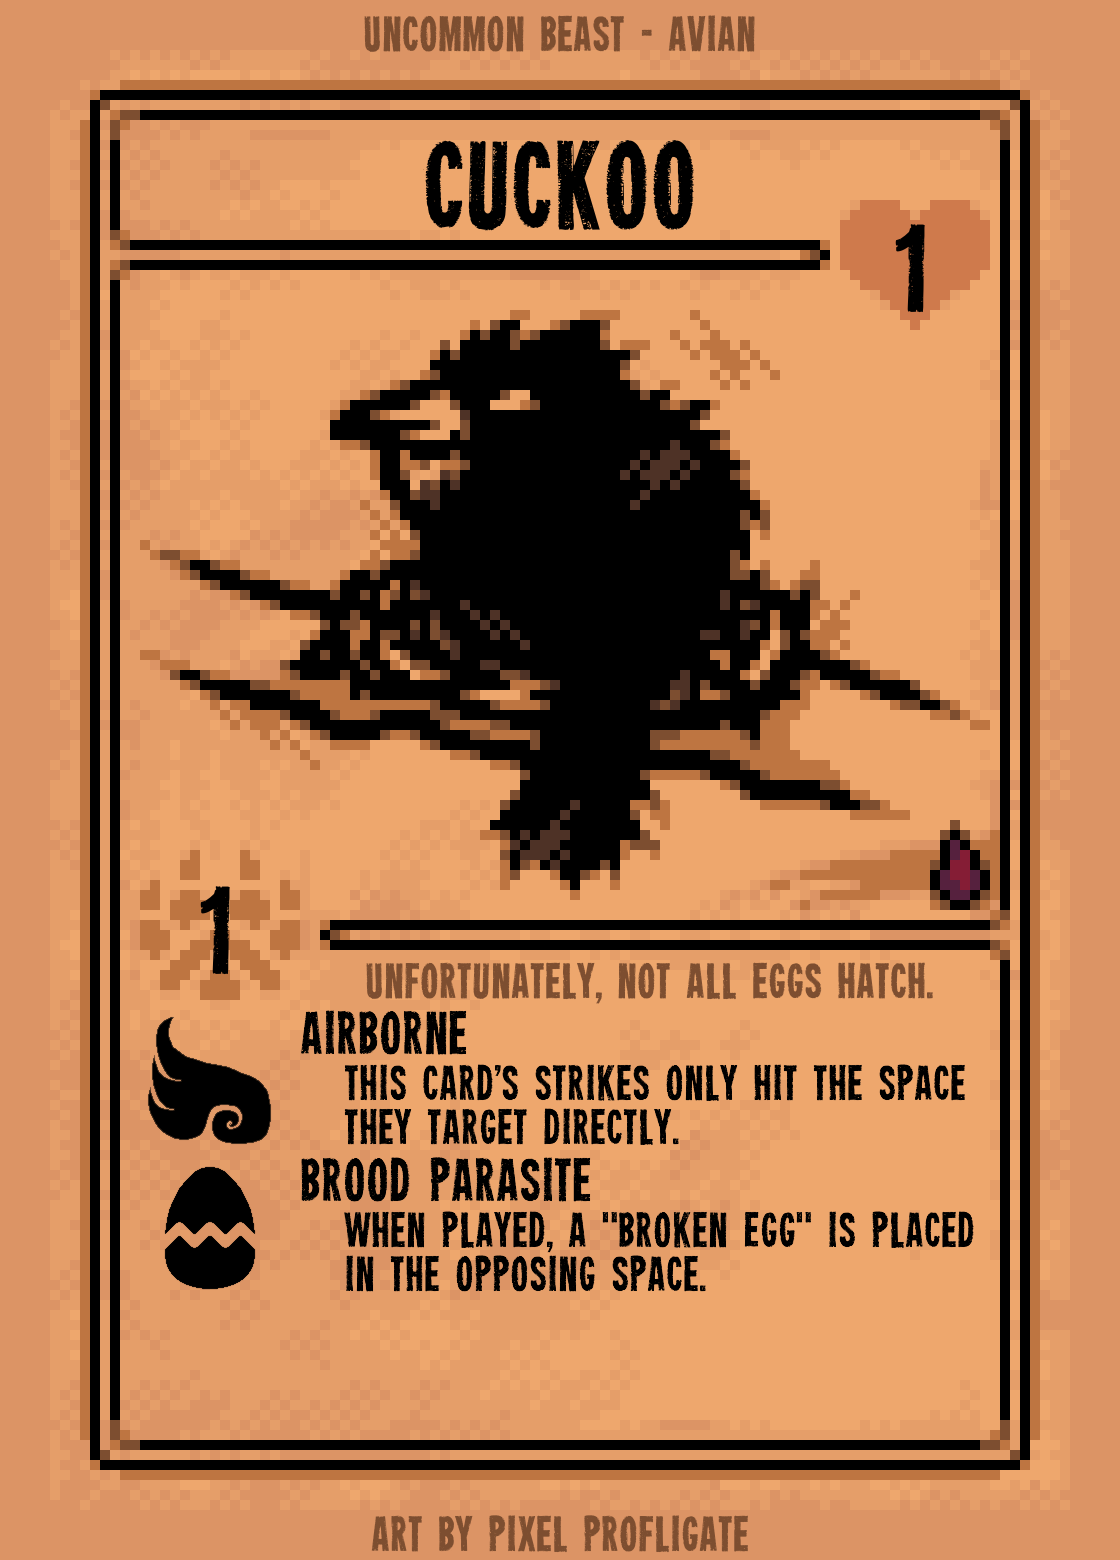 UNCOMMON BEAST - AVIAN
CUCKOO
1
1
UNFORTUNATELY, NOT ALL EGGS HATCH.
AIRBORNE
THIS CARD'S STRIKES ONLY HIT THE SPACE
THEY TARGET DIRECTLY.
BROOD PARASITE
WHEN PLAYED, A "BROKEN EGG" IS PLACED
IN THE OPPOSING SPACE.
ART BY PIXEL PROFLIGATE